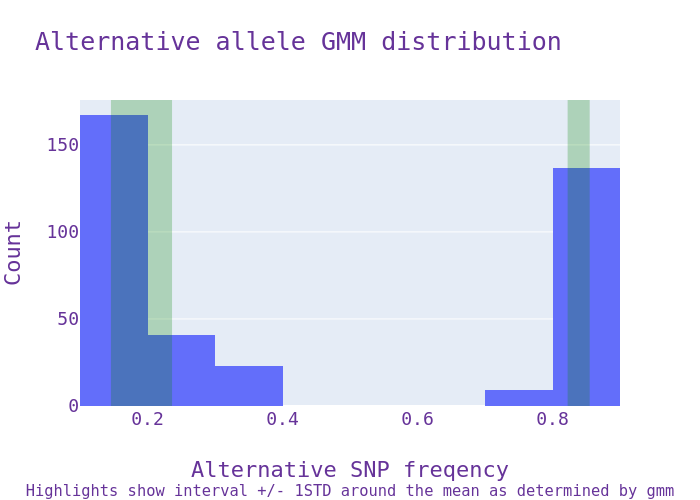 Alternative allele GMM distribution
150
100
50
0
Count
0.2 0.4 0.6 0.8
Alternative SNP freqency
Highlights show interval +/- 1STD around the mean as determined by gmm